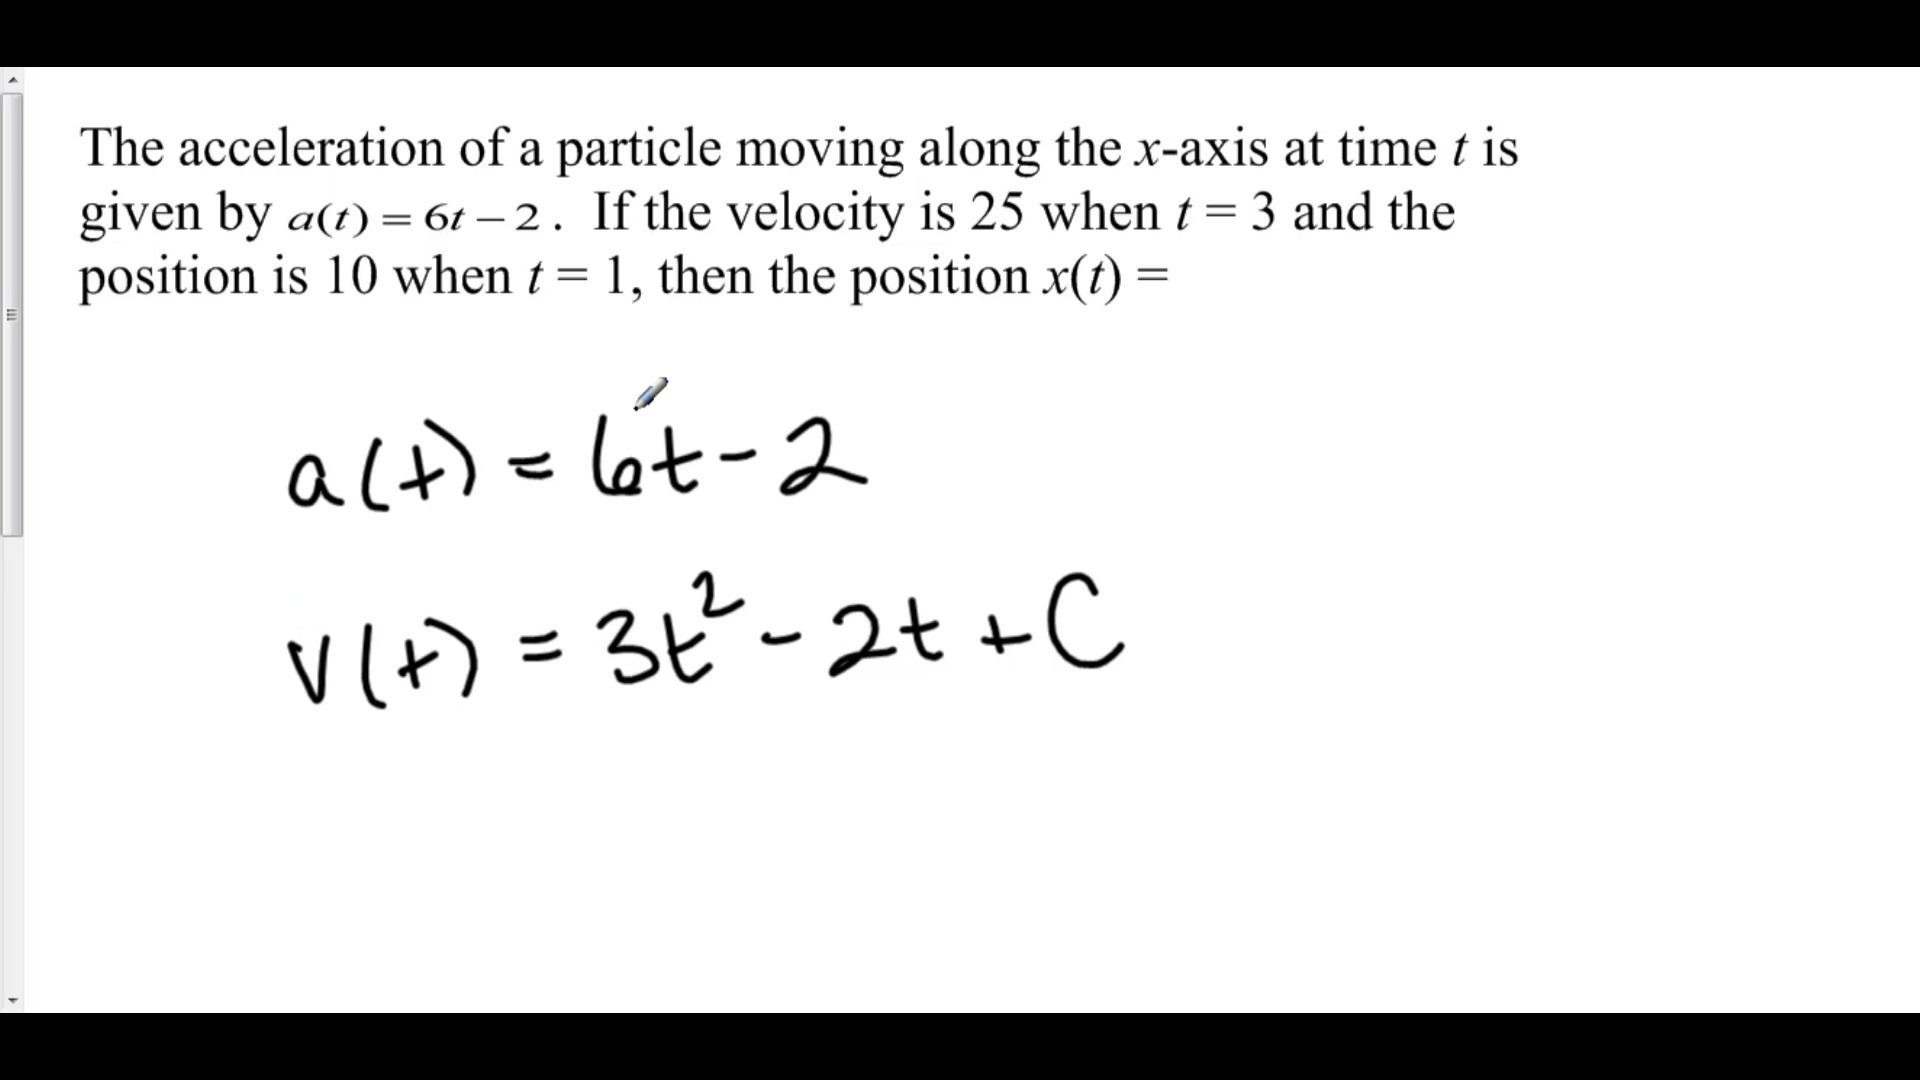 The acceleration of a particle moving along the x-axis at time t is
given by a(t) = 6t − 2 . If the velocity is 25 when t = 3 and the
position is 10 when t = 1, then the position x(t) =
a(t) = 6t - 2
v(t) = 3t² - 2t + C